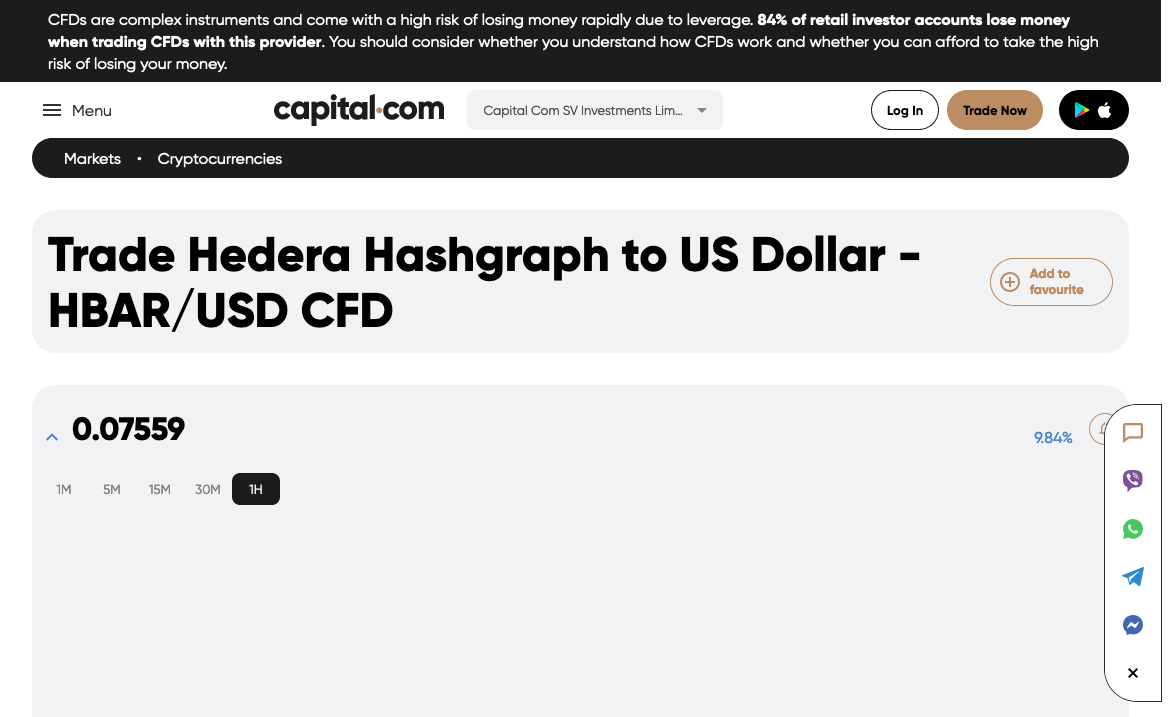 CFDs are complex instruments and come with a high risk of losing money rapidly due to leverage. 84% of retail investor accounts lose money
when trading CFDs with this provider. You should consider whether you understand how CFDs work and whether you can afford to take the high
risk of losing your money.
Menu
capital.com
Capital Com SV Investments Lim...
Log In
Trade Now
Markets • Cryptocurrencies
Trade Hedera Hashgraph to US Dollar -
HBAR/USD CFD
Add to
favourite
0.07559
9.84%
1M 5M 15M 30M 1H